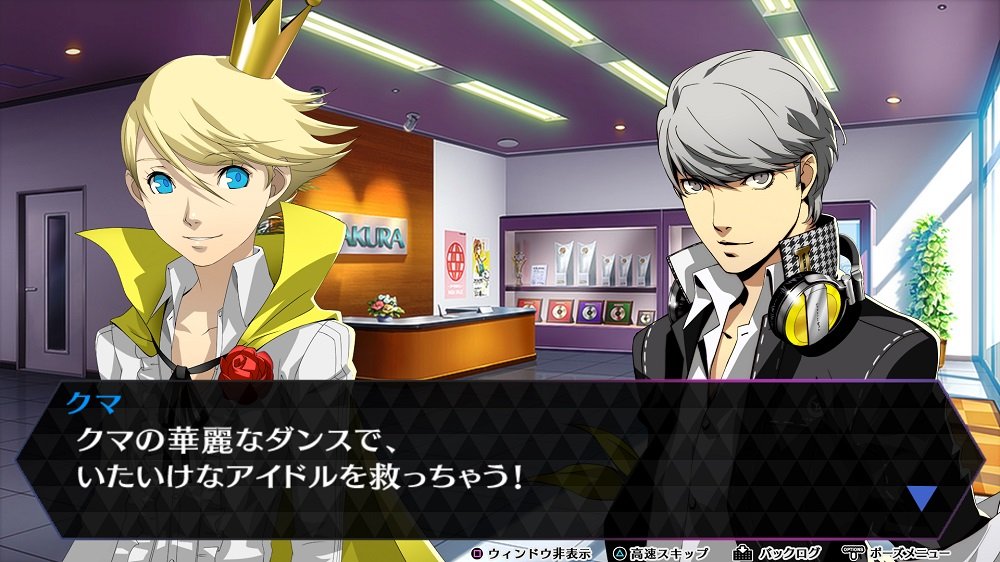 AKURA
クマ
クマの華麗なダンスで、
いたいけなアイドルを救っちゃう！
ウィンドウ非表示 高速スキップ バックログ OPTIONS ポーズメニュー